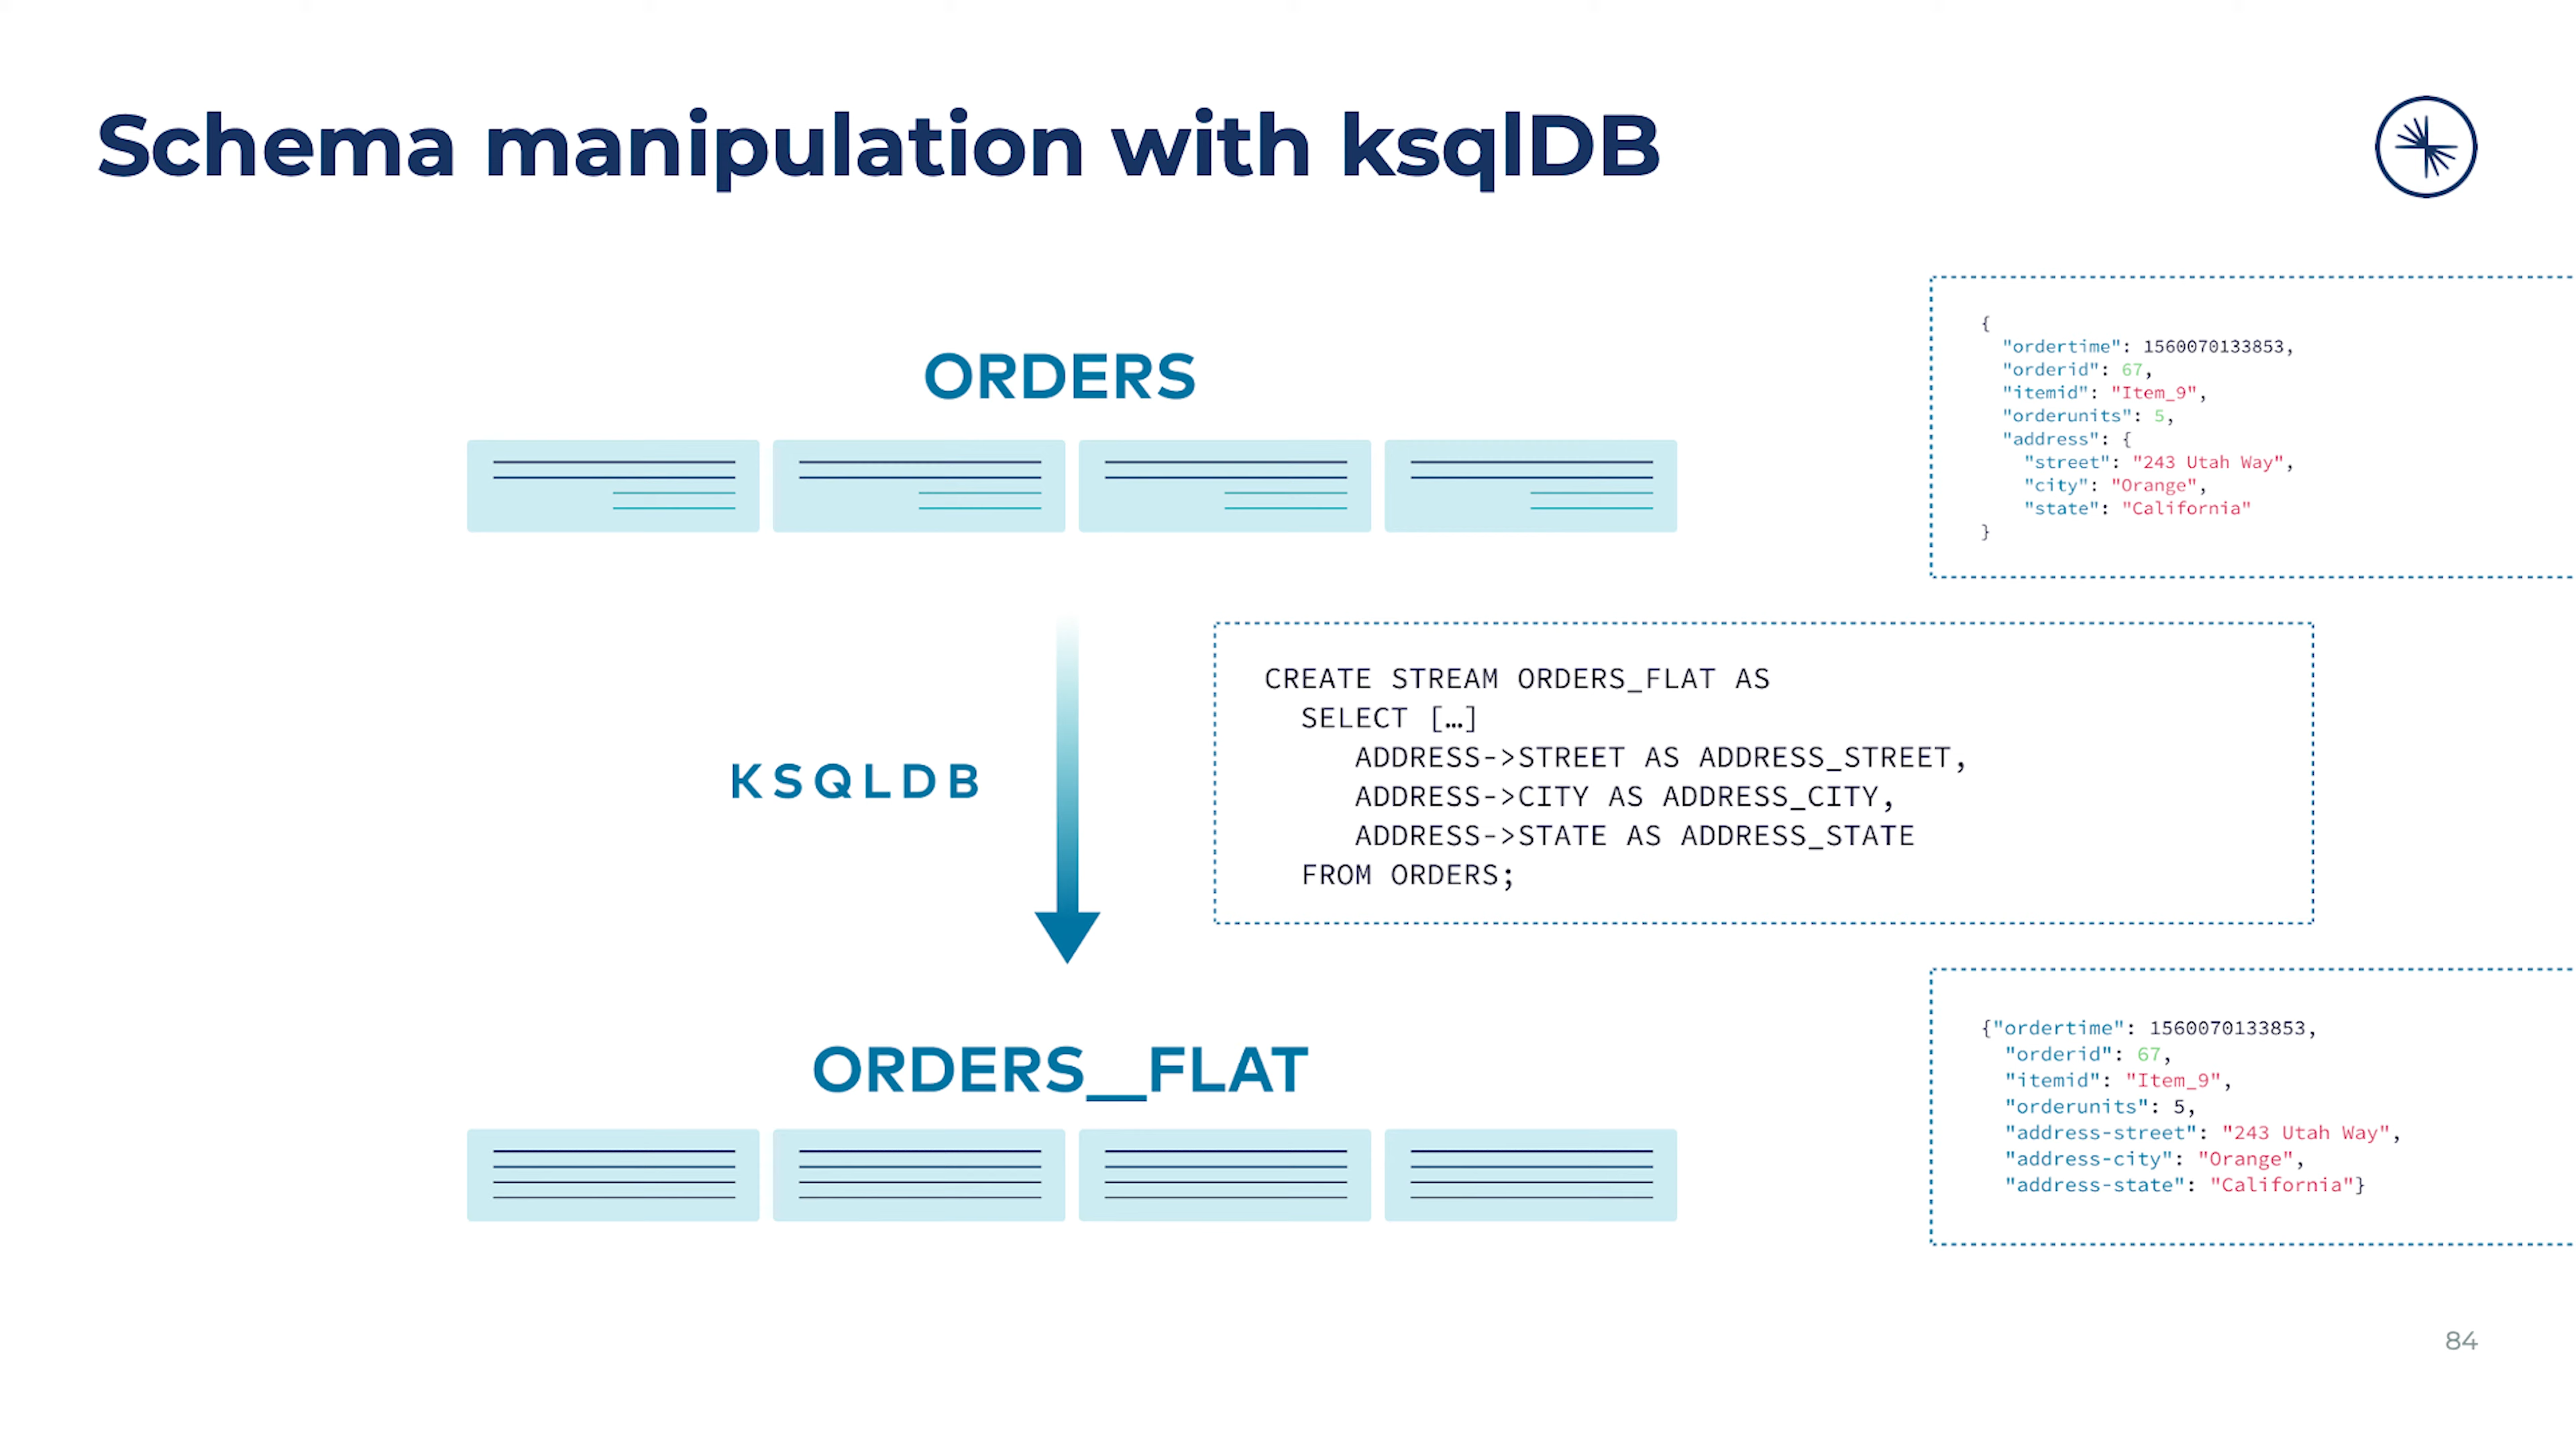 Schema manipulation with ksqlDB
ORDERS
{
"ordertime": 1560070133853,
"orderid": 67,
"itemid": "Item_9",
"orderunits": 5,
"address": {
"street": "243 Utah Way",
"city": "Orange",
"state": "California"
}
KSQLDB
CREATE STREAM ORDERS_FLAT AS
SELECT […]
ADDRESS->STREET AS ADDRESS_STREET,
ADDRESS->CITY AS ADDRESS_CITY,
ADDRESS->STATE AS ADDRESS_STATE
FROM ORDERS;
ORDERS__FLAT
{"ordertime": 1560070133853,
"orderid": 67,
"itemid": "Item_9",
"orderunits": 5,
"address-street": "243 Utah Way",
"address-city": "Orange",
"address-state": "California"}
84